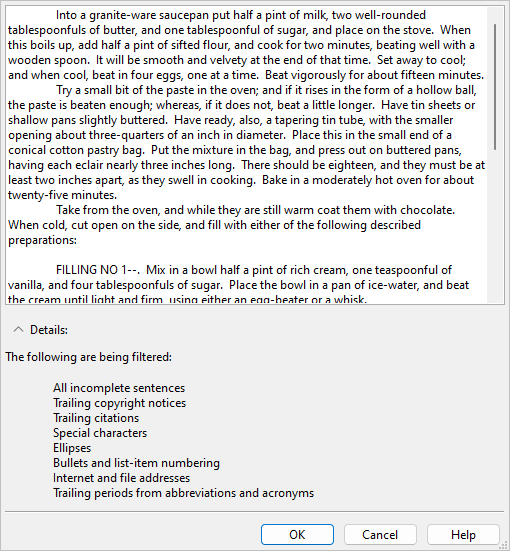 Into a granite-ware saucepan put half a pint of milk, two well-rounded
tablespoonfuls of butter, and one tablespoonful of sugar, and place on the stove.  When
this boils up, add half a pint of sifted flour, and cook for two minutes, beating well with a
wooden spoon.  It will be smooth and velvety at the end of that time.  Set away to cool;
and when cool, beat in four eggs, one at a time.  Beat vigorously for about fifteen minutes.
Try a small bit of the paste in the oven; and if it rises in the form of a hollow ball,
the paste is beaten enough; whereas, if it does not, beat a little longer.  Have tin sheets or
shallow pans slightly buttered.  Have ready, also, a tapering tin tube, with the smaller
opening about three-quarters of an inch in diameter.  Place this in the small end of a
conical cotton pastry bag.  Put the mixture in the bag, and press out on buttered pans,
having each eclair nearly three inches long.  There should be eighteen, and they must be at
least two inches apart, as they swell in cooking.  Bake in a moderately hot oven for about
twenty-five minutes.
Take from the oven, and while they are still warm coat them with chocolate.
When cold, cut open on the side, and fill with either of the following described
preparations:
FILLING NO 1--.  Mix in a bowl half a pint of rich cream, one teaspoonful of
vanilla, and four tablespoonfuls of sugar.  Place the bowl in a pan of ice-water, and beat
the cream until light and firm, using either an egg-beater or a whisk.
Details:
The following are being filtered:
All incomplete sentences
Trailing copyright notices
Trailing citations
Special characters
Ellipses
Bullets and list-item numbering
Internet and file addresses
Trailing periods from abbreviations and acronyms
OK
Cancel
Help